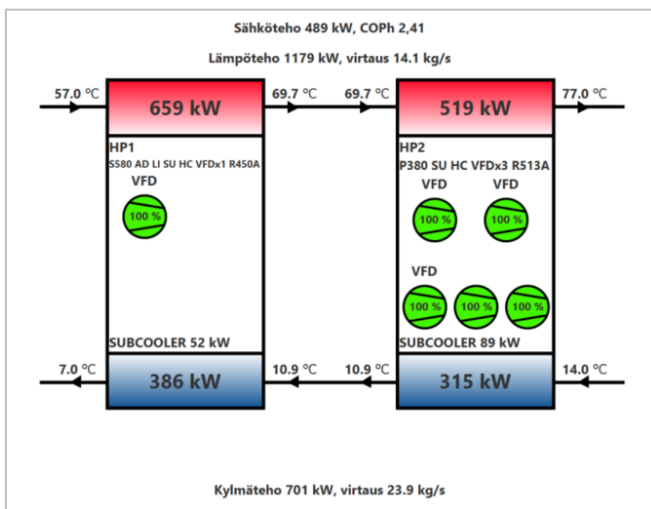 Sähköteho 489 kW, COPh 2,41
Lämpöteho 1179 kW, virtaus 14.1 kg/s
57.0 °C
659 kW
69.7 °C
69.7 °C
519 kW
77.0 °C
HP1
S580 AD LI SU HC VFDx1 R450A
VFD
100 %
SUBCOOLER 52 kW
HP2
P380 SU HC VFDx3 R513A
VFD
VFD
100 %
100 %
VFD
100 %
100 %
100 %
SUBCOOLER 89 kW
7.0 °C
386 kW
10.9 °C
10.9 °C
315 kW
14.0 °C
Kylmäteho 701 kW, virtaus 23.9 kg/s